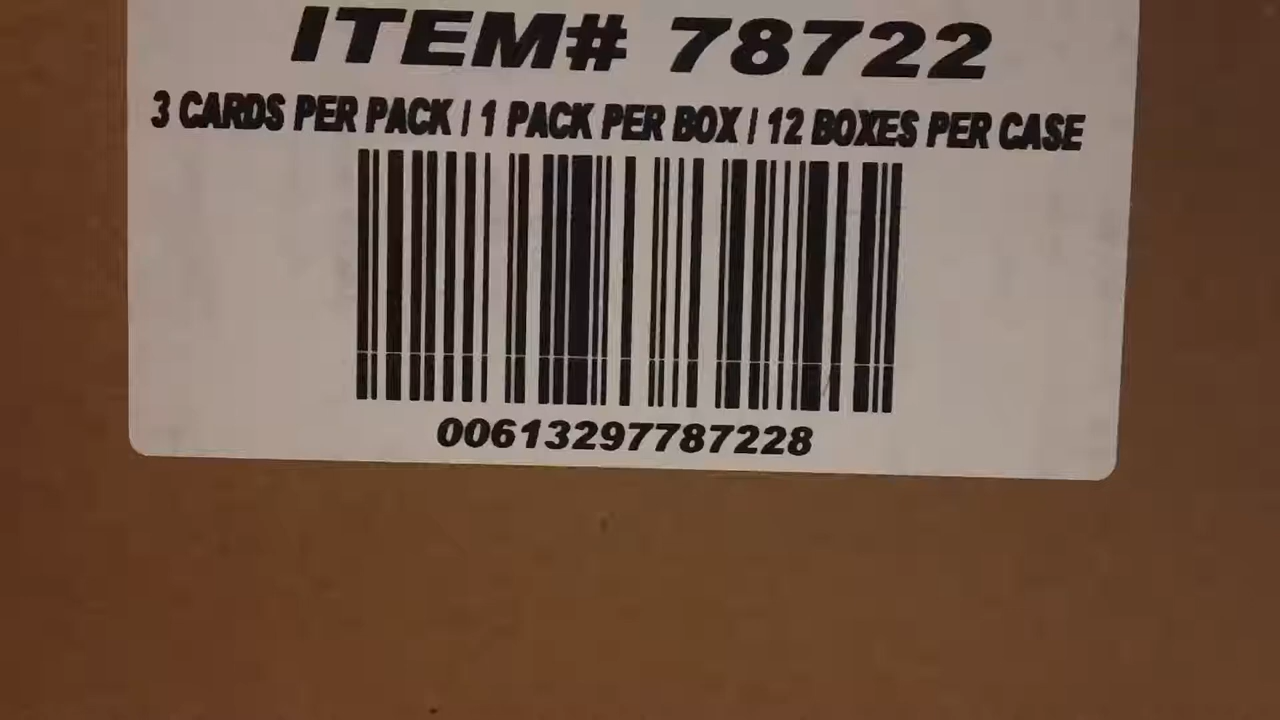 ITEM# 78722
3 CARDS PER PACK | 1 PACK PER BOX | 12 BOXES PER CASE
00613297787228